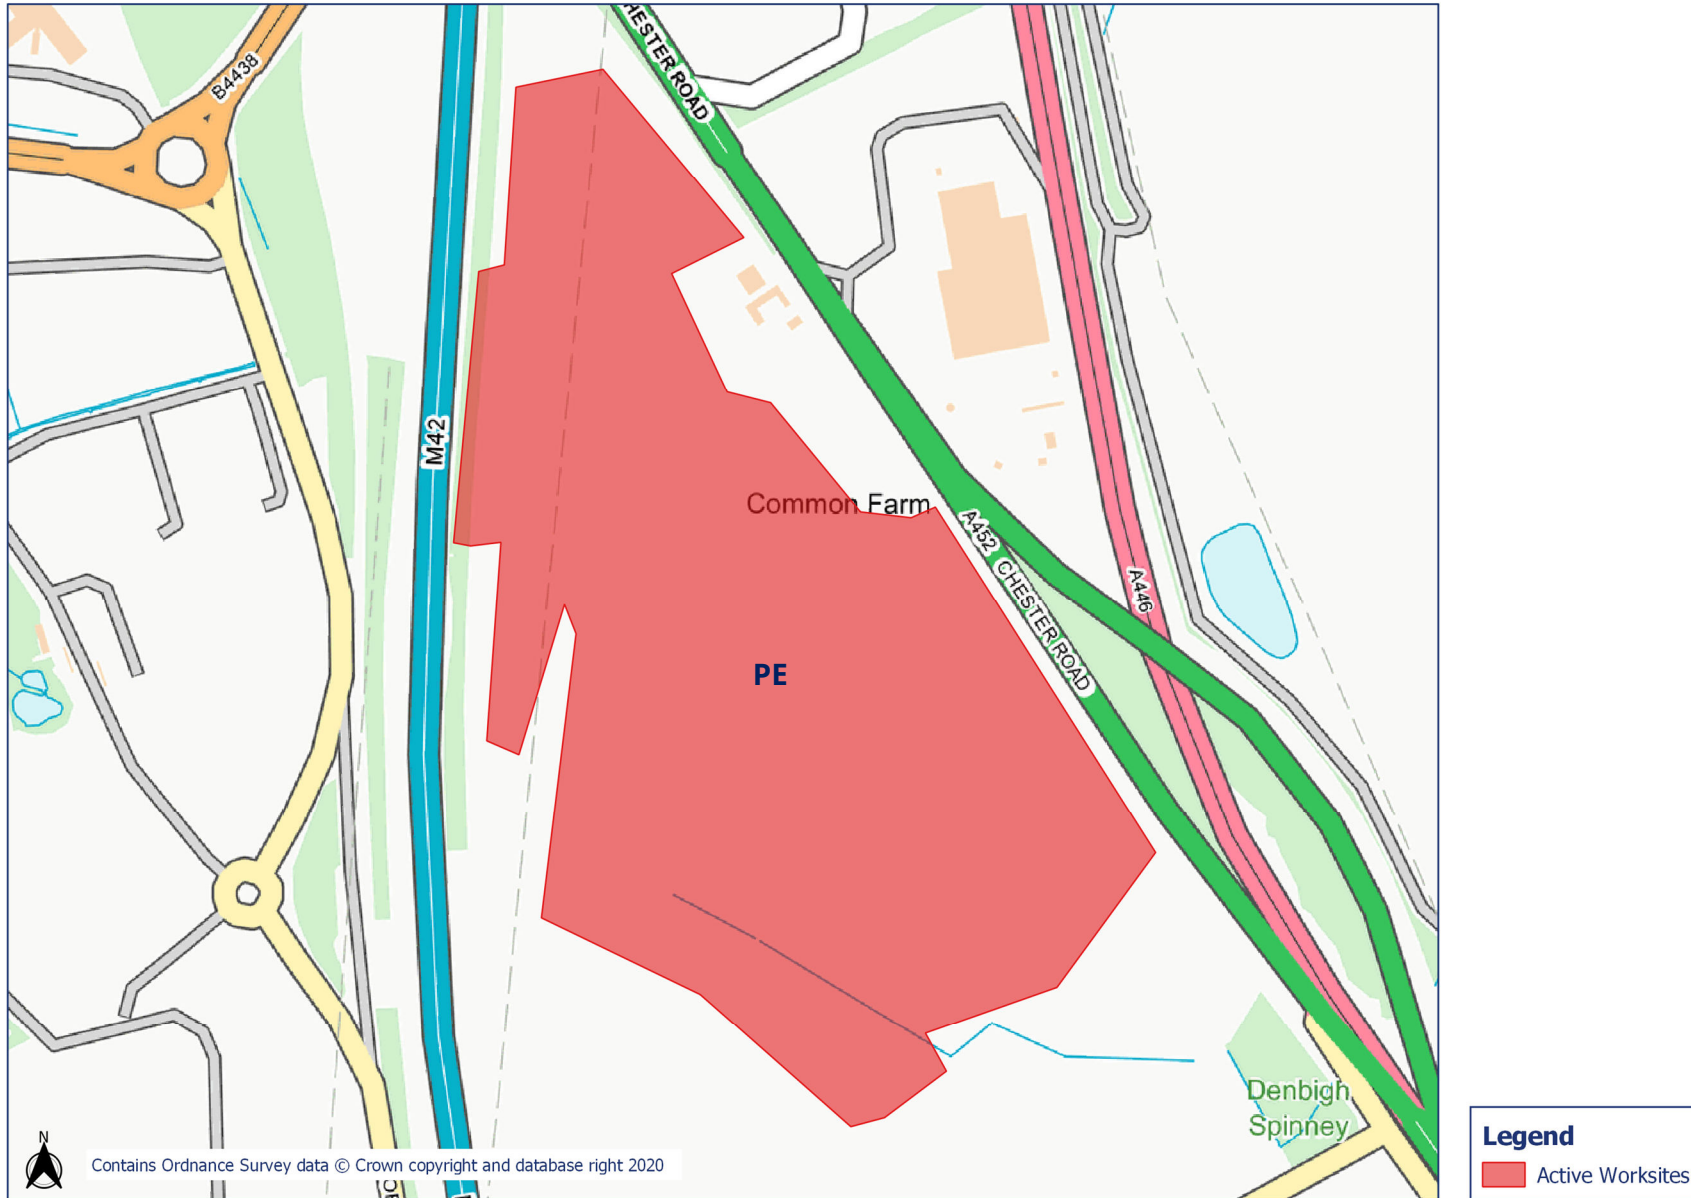 B4438
HESTER ROAD
M42
Common Farm
A452 CHESTER ROAD
A446
PE
Denbigh
Spinney
N
Contains Ordnance Survey data © Crown copyright and database right 2020
Legend
Active Worksites